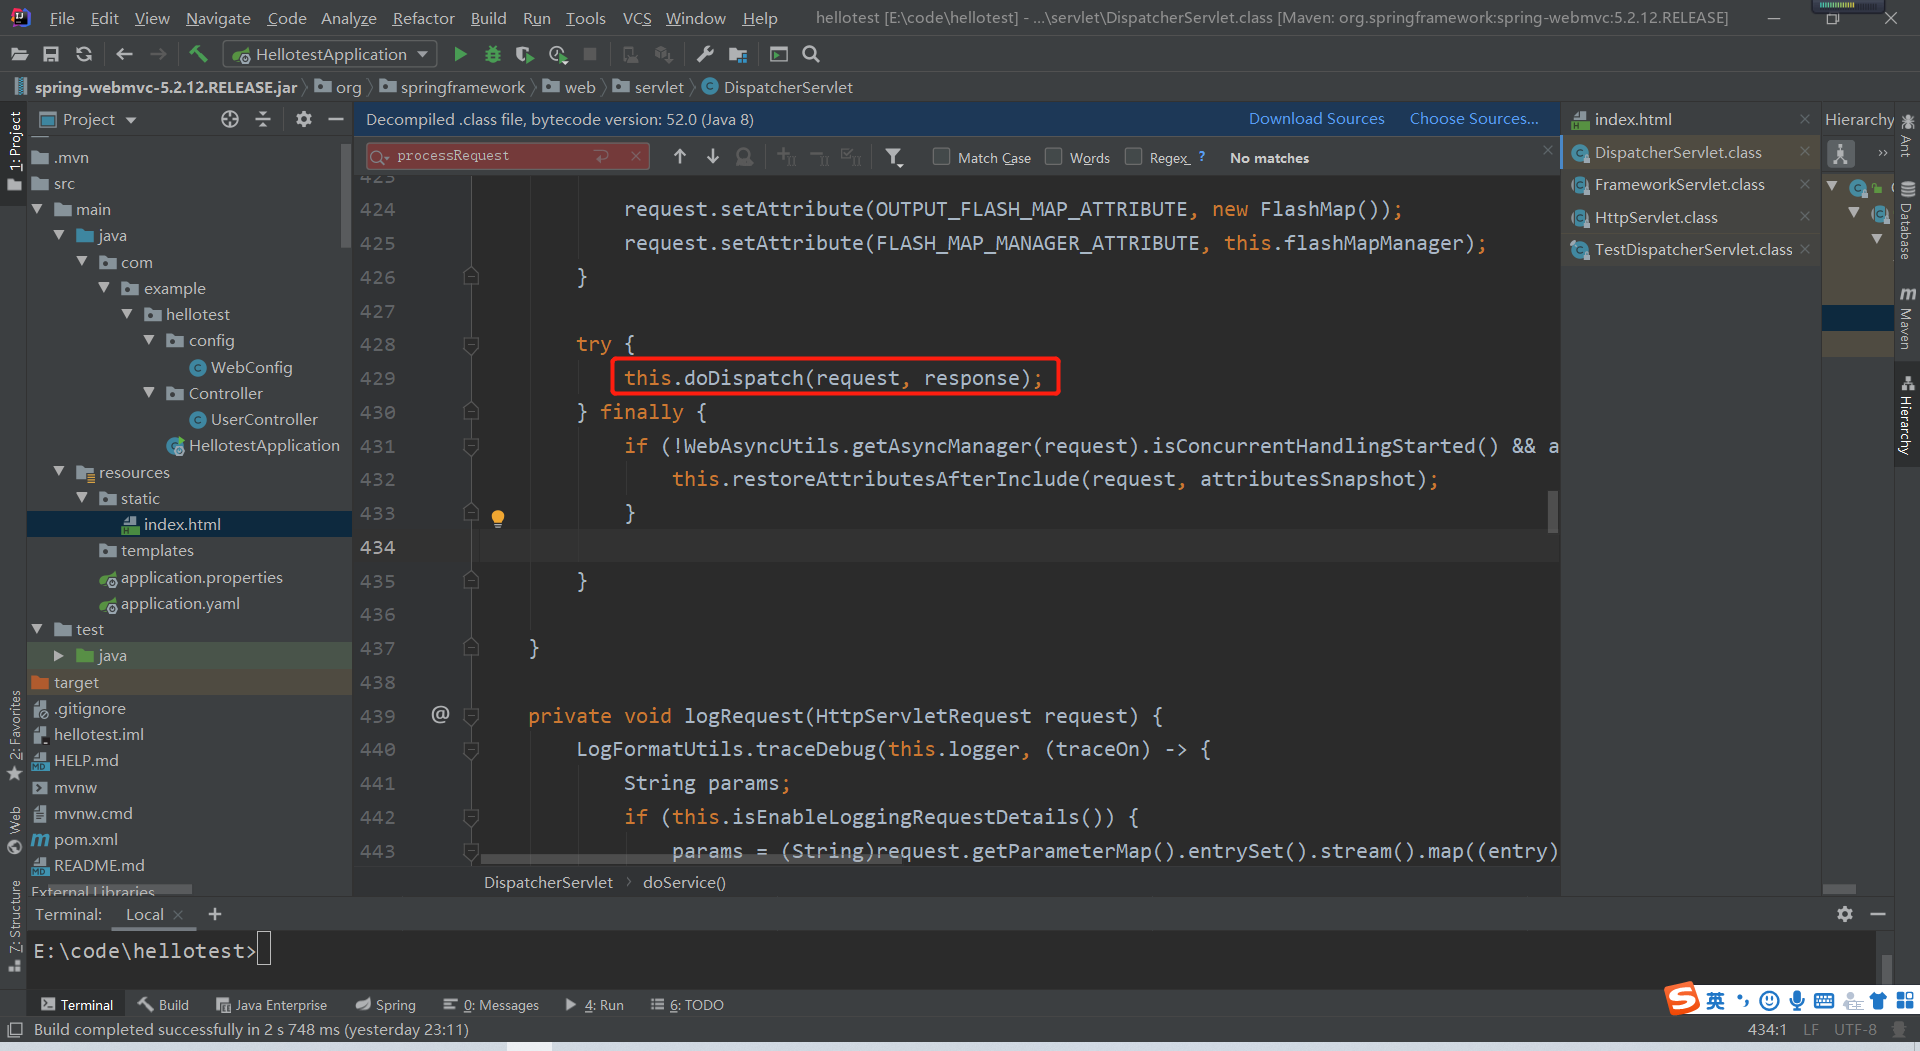 File Edit View Navigate Code Analyze Refactor Build Run Tools VCS Window Help hellotest [E:\code\hellotest] - ...\servlet\DispatcherServlet.class [Maven: org.springframework:spring-webmvc:5.2.12.RELEASE]
HellotestApplication
spring-webmvc-5.2.12.RELEASE.jar org springframework web servlet DispatcherServlet
1: Project
Project
.mvn
src
main
java
com
example
hellotest
config
WebConfig
Controller
UserController
HellotestApplication
resources
static
index.html
templates
application.properties
application.yaml
test
java
target
.gitignore
hellotest.iml
HELP.md
mvnw
mvnw.cmd
pom.xml
README.md
External Libraries
2: Favorites
Web
7: Structure
Decompiled .class file, bytecode version: 52.0 (Java 8) Download Sources Choose Sources...
processRequest Match Case Words Regex ? No matches
423
424 request.setAttribute(OUTPUT_FLASH_MAP_ATTRIBUTE, new FlashMap());
425 request.setAttribute(FLASH_MAP_MANAGER_ATTRIBUTE, this.flashMapManager);
426 }
427
428 try {
429 this.doDispatch(request, response);
430 } finally {
431 if (!WebAsyncUtils.getAsyncManager(request).isConcurrentHandlingStarted() && a
432 this.restoreAttributesAfterInclude(request, attributesSnapshot);
433 }
434
435 }
436
437 }
438
439 @ private void logRequest(HttpServletRequest request) {
440 LogFormatUtils.traceDebug(this.logger, (traceOn) -> {
441 String params;
442 if (this.isEnableLoggingRequestDetails()) {
443 params = (String)request.getParameterMap().entrySet().stream().map((entry)
DispatcherServlet doService()
index.html
DispatcherServlet.class
FrameworkServlet.class
HttpServlet.class
TestDispatcherServlet.class
Hierarchy
Ant
Database
Maven
Hierarchy
Terminal: Local
E:\code\hellotest>
Terminal Build Java Enterprise Spring 0: Messages 4: Run 6: TODO
英
Build completed successfully in 2 s 748 ms (yesterday 23:11) 434:1 LF UTF-8